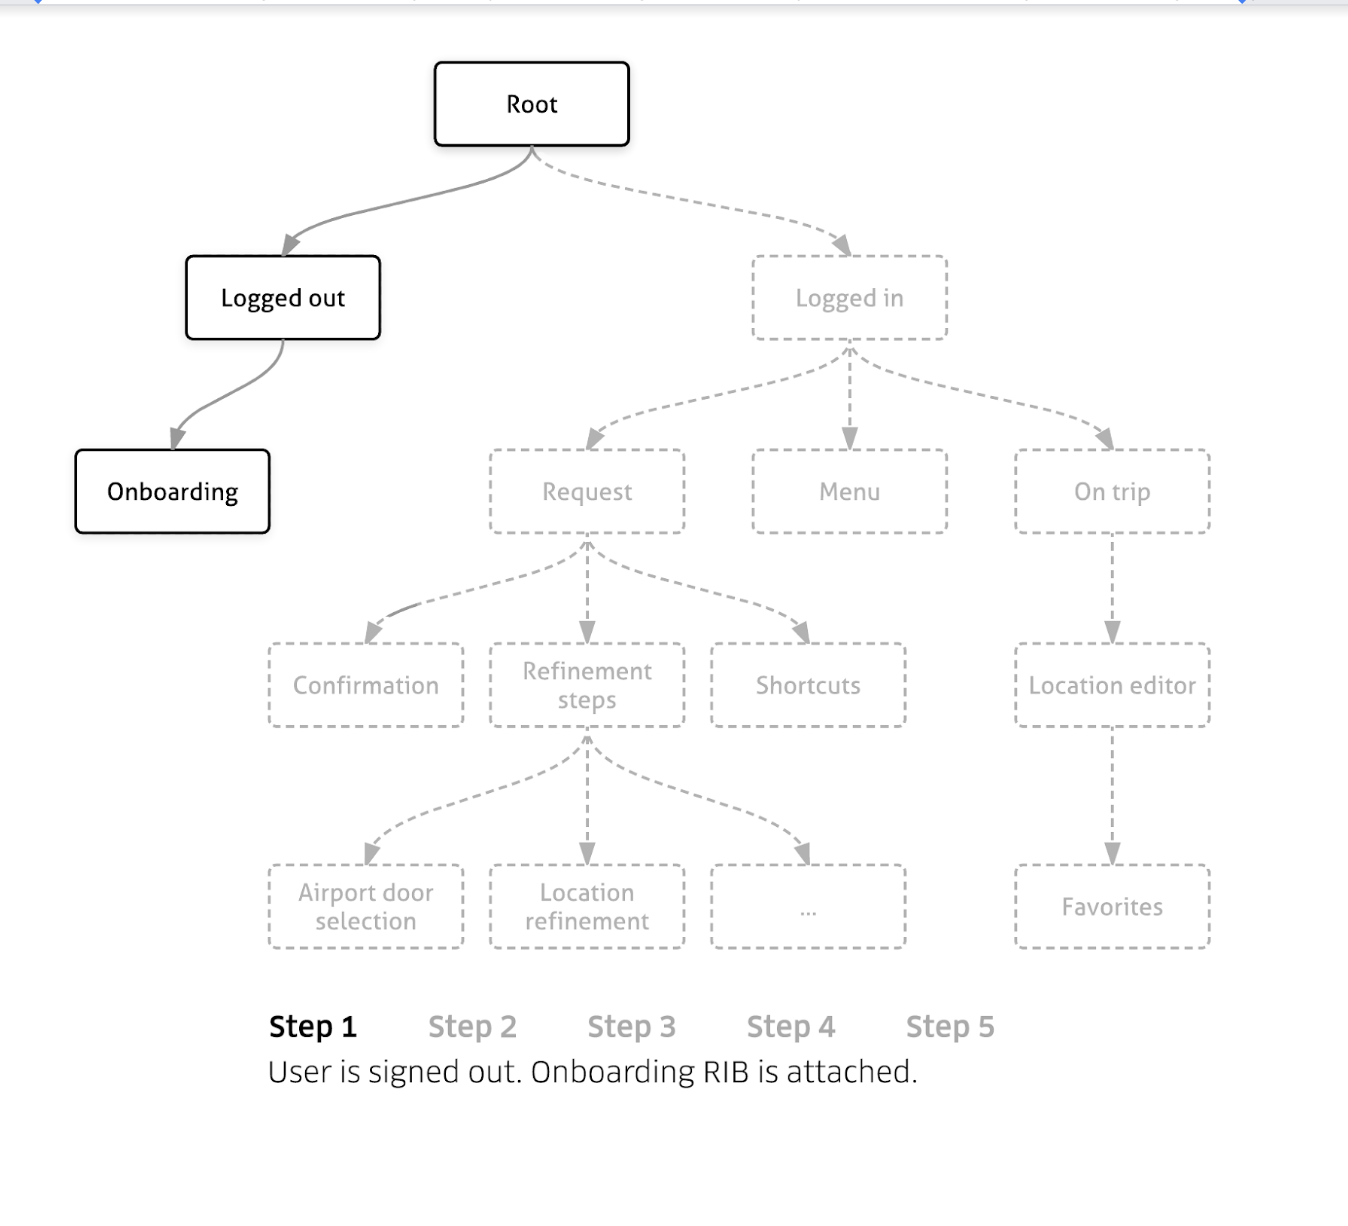 Root
Logged out
Logged in
Onboarding
Request
Menu
On trip
Confirmation
Refinement
steps
Shortcuts
Location editor
Airport door
selection
Location
refinement
...
Favorites
Step 1 Step 2 Step 3 Step 4 Step 5
User is signed out. Onboarding RIB is attached.